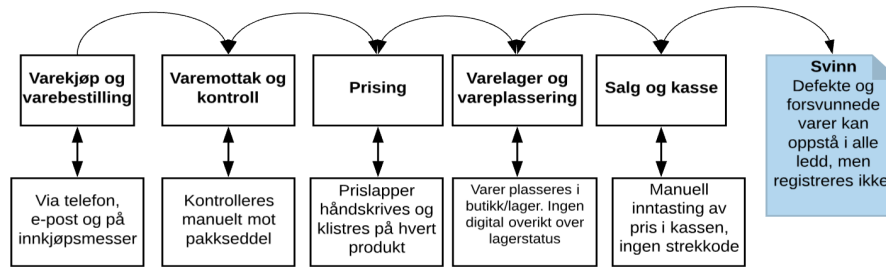 Varekjøp og
varebestilling
Varemottak og
kontroll
Prising
Varelager og
vareplassering
Salg og kasse
Svinn
Defekte og
forsvunnede
varer kan
oppstå i alle
ledd, men
registreres ikke
Via telefon,
e-post og på
innkjøpsmesser
Kontrolleres
manuelt mot
pakkseddel
Prislapper
håndskrives og
klistres på hvert
produkt
Varer plasseres i
butikk/lager. Ingen
digital overikt over
lagerstatus
Manuell
inntasting av
pris i kassen,
ingen strekkode